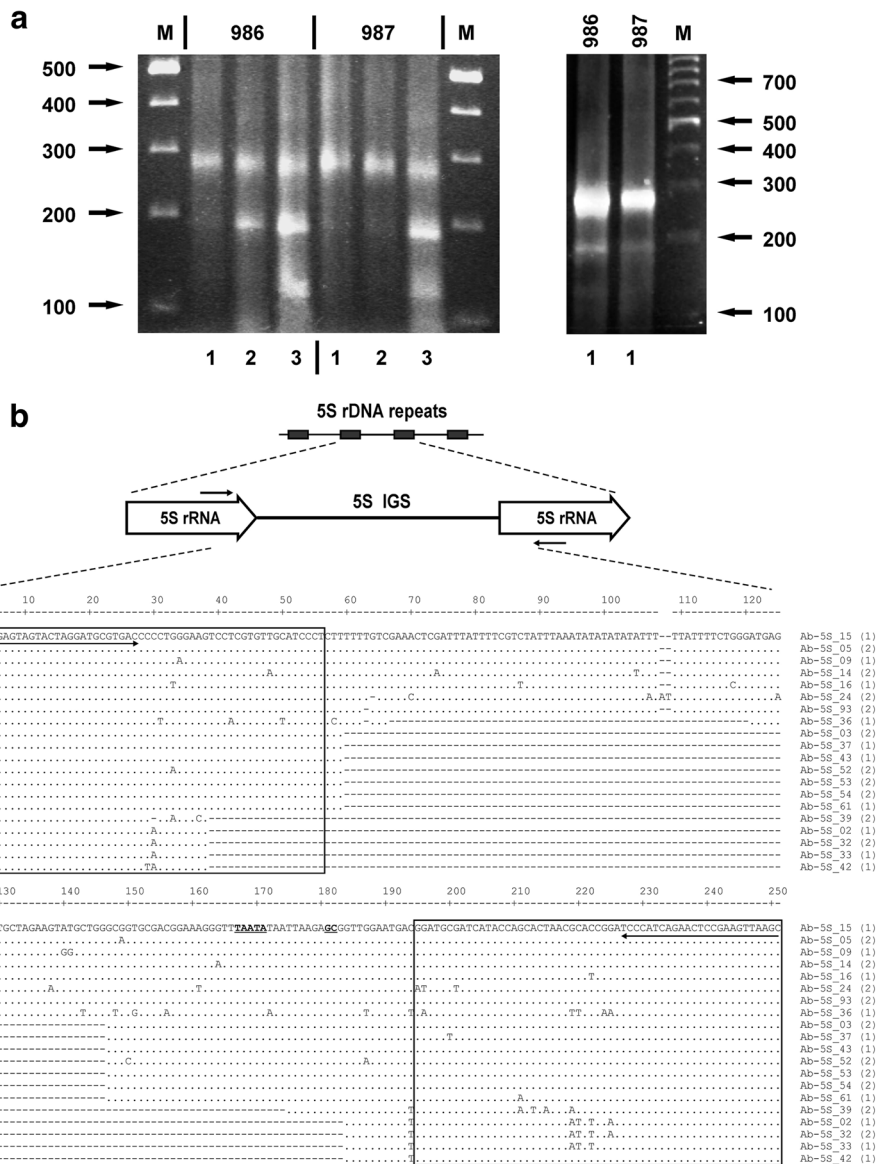 a
M 986 987 M
500
400
300
200
100
1 2 3 1 2 3
986 987 M
700
500
400
300
200
100
1 1
b
5S rDNA repeats
5S rRNA 5S IGS 5S rRNA
10 20 30 40 50 60 70 80 90 100 110 120
GAGTAGTACTAGGATGCGTGACCCCCTGGGAAGTCCTCGTGTTGCATCCCTCTTTTTTGTCGAAACTCGATTTATTTTCGTCTATTTAAATATATATATATTT--TTATTTTCTGGGATGAG Ab-5S_15 (1)
Ab-5S_05 (2)
Ab-5S_09 (1)
Ab-5S_14 (2)
Ab-5S_16 (1)
Ab-5S_24 (2)
Ab-5S_93 (2)
Ab-5S_36 (1)
Ab-5S_03 (2)
Ab-5S_37 (1)
Ab-5S_43 (1)
Ab-5S_52 (2)
Ab-5S_53 (2)
Ab-5S_54 (2)
Ab-5S_61 (1)
Ab-5S_39 (2)
Ab-5S_02 (1)
Ab-5S_32 (2)
Ab-5S_33 (1)
Ab-5S_42 (1)
130 140 150 160 170 180 190 200 210 220 230 240 250
TGCTAGAAGTATGCTGGGCGGTGCGACGGAAAGGGTTTAATATAATTAAGAGCGGTTGGAATGACGGATGCGATCATACCAGCACTAACGCACCGGATCCCATCAGAACTCCGAAGTTAAGC Ab-5S_15 (1)
Ab-5S_05 (2)
Ab-5S_09 (1)
Ab-5S_14 (2)
Ab-5S_16 (1)
Ab-5S_24 (2)
Ab-5S_93 (2)
Ab-5S_36 (1)
Ab-5S_03 (2)
Ab-5S_37 (1)
Ab-5S_43 (1)
Ab-5S_52 (2)
Ab-5S_53 (2)
Ab-5S_54 (2)
Ab-5S_61 (1)
Ab-5S_39 (2)
Ab-5S_02 (1)
Ab-5S_32 (2)
Ab-5S_33 (1)
Ab-5S_42 (1)